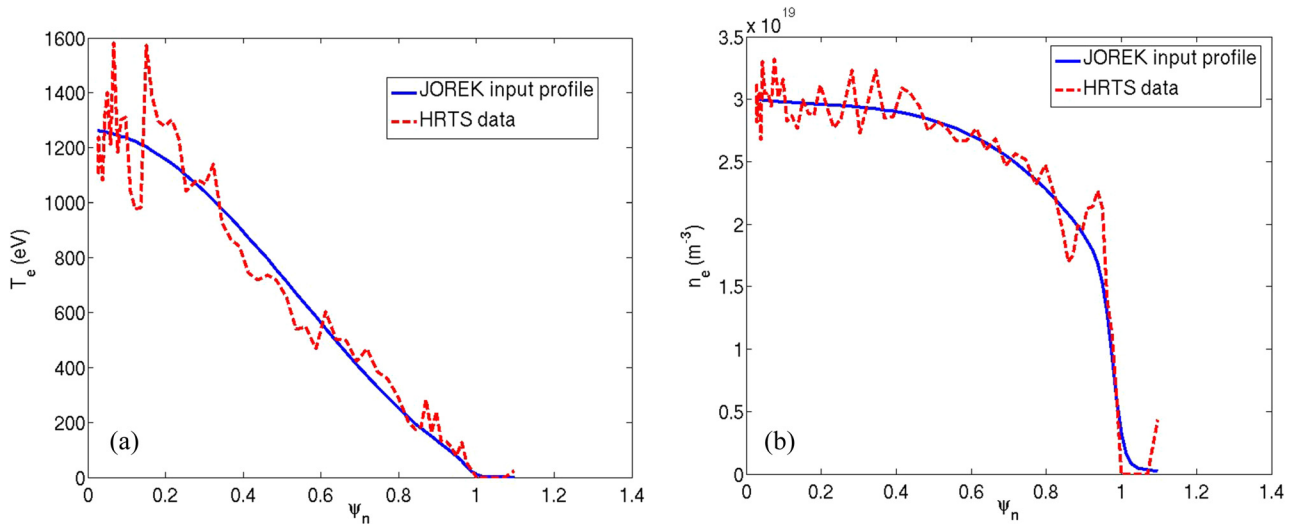 1600
1400
1200
1000
800
600
400
200
0
T_e (eV)
JOREK input profile
HRTS data
(a)
0 0.2 0.4 0.6 0.8 1 1.2 1.4
ψ_n
x 10^19
3.5
3
2.5
2
1.5
1
0.5
0
n_e (m^-3)
JOREK input profile
HRTS data
(b)
0 0.2 0.4 0.6 0.8 1 1.2 1.4
ψ_n